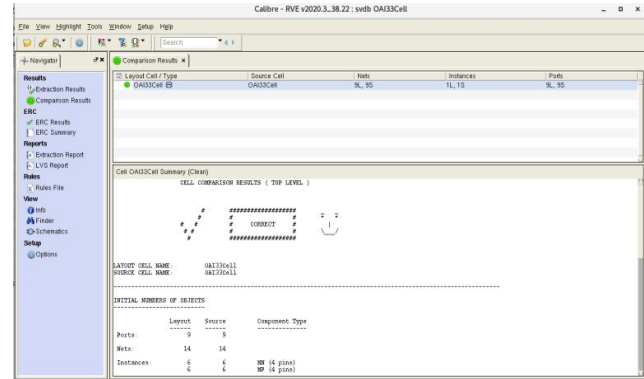 Calibre - RVE v2020.3_38.22 : svdb OAI33Cell
File View Highlight Tools Window Setup Help
Search
Navigator
Comparison Results
Results
Extraction Results
Comparison Results
ERC
ERC Results
ERC Summary
Reports
Extraction Report
LVS Report
Rules
Rules File
View
Info
Finder
Schematics
Setup
Options
Layout Cell / Type Source Cell Nets Instances Ports
OAI33Cell OAI33Cell 9L, 9S 1L, 1S 9L, 9S
Cell OAI33Cell Summary (Clean)
CELL COMPARISON RESULTS ( TOP LEVEL )
# ###################
# # #
# # # CORRECT # |
# # # # \___/
# ###################
LAYOUT CELL NAME: OAI33Cell
SOURCE CELL NAME: OAI33Cell
INITIAL NUMBERS OF OBJECTS
Layout Source Component Type
Ports: 9 9
Nets: 14 14
Instances: 6 6 MN (4 pins)
6 6 MP (4 pins)